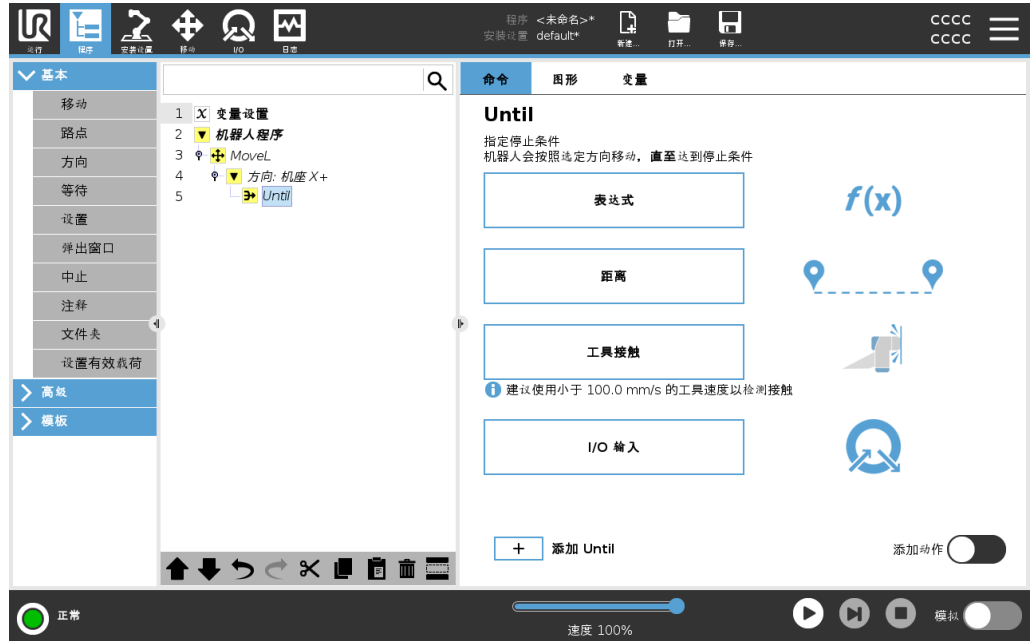 UR
运行
程序
安装设置
移动
I/O
日志
程序 <未命名>*
安装设置 default*
新建...
打开...
保存...
CCCC
CCCC
基本
移动
路点
方向
等待
设置
弹出窗口
中止
注释
文件夹
设置有效载荷
高级
模板
1 X 变量设置
2 机器人程序
3 MoveL
4 方向: 机座 X+
5 Until
命令 图形 变量
Until
指定停止条件
机器人会按照选定方向移动，直至达到停止条件
表达式
f(x)
距离
工具接触
建议使用小于 100.0 mm/s 的工具速度以检测接触
I/O 输入
+ 添加 Until
添加动作
正常
速度 100%
模拟